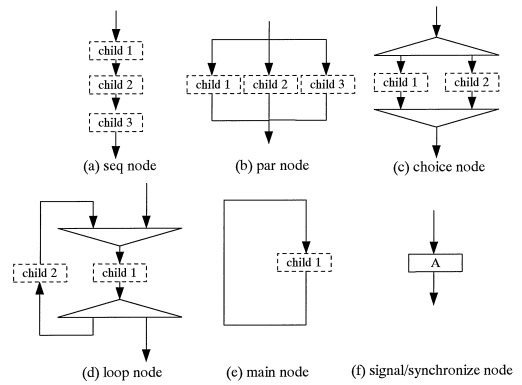 child 1
child 2
child 3
(a) seq node
child 1 child 2 child 3
(b) par node
child 1 child 2
(c) choice node
child 2 child 1
(d) loop node
child 1
(e) main node
A
(f) signal/synchronize node